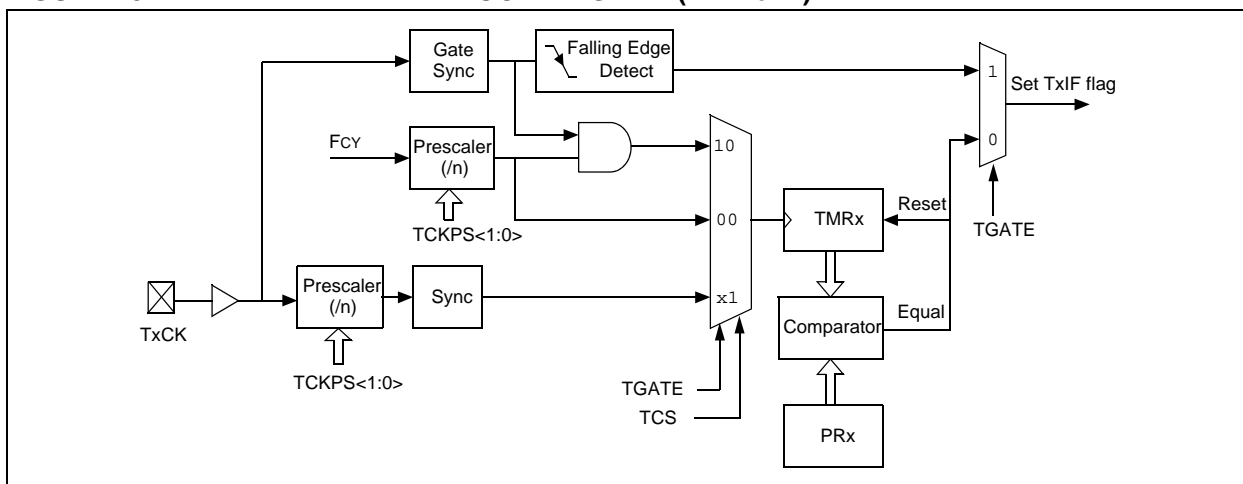 Gate
Sync
Falling Edge
Detect
1
Set TxIF flag
0
FCY
Prescaler
(/n)
10
TCKPS<1:0>
00
TMRx
Reset
TGATE
Prescaler
(/n)
Sync
x1
TxCK
Comparator
Equal
TCKPS<1:0>
TGATE
TCS
PRx